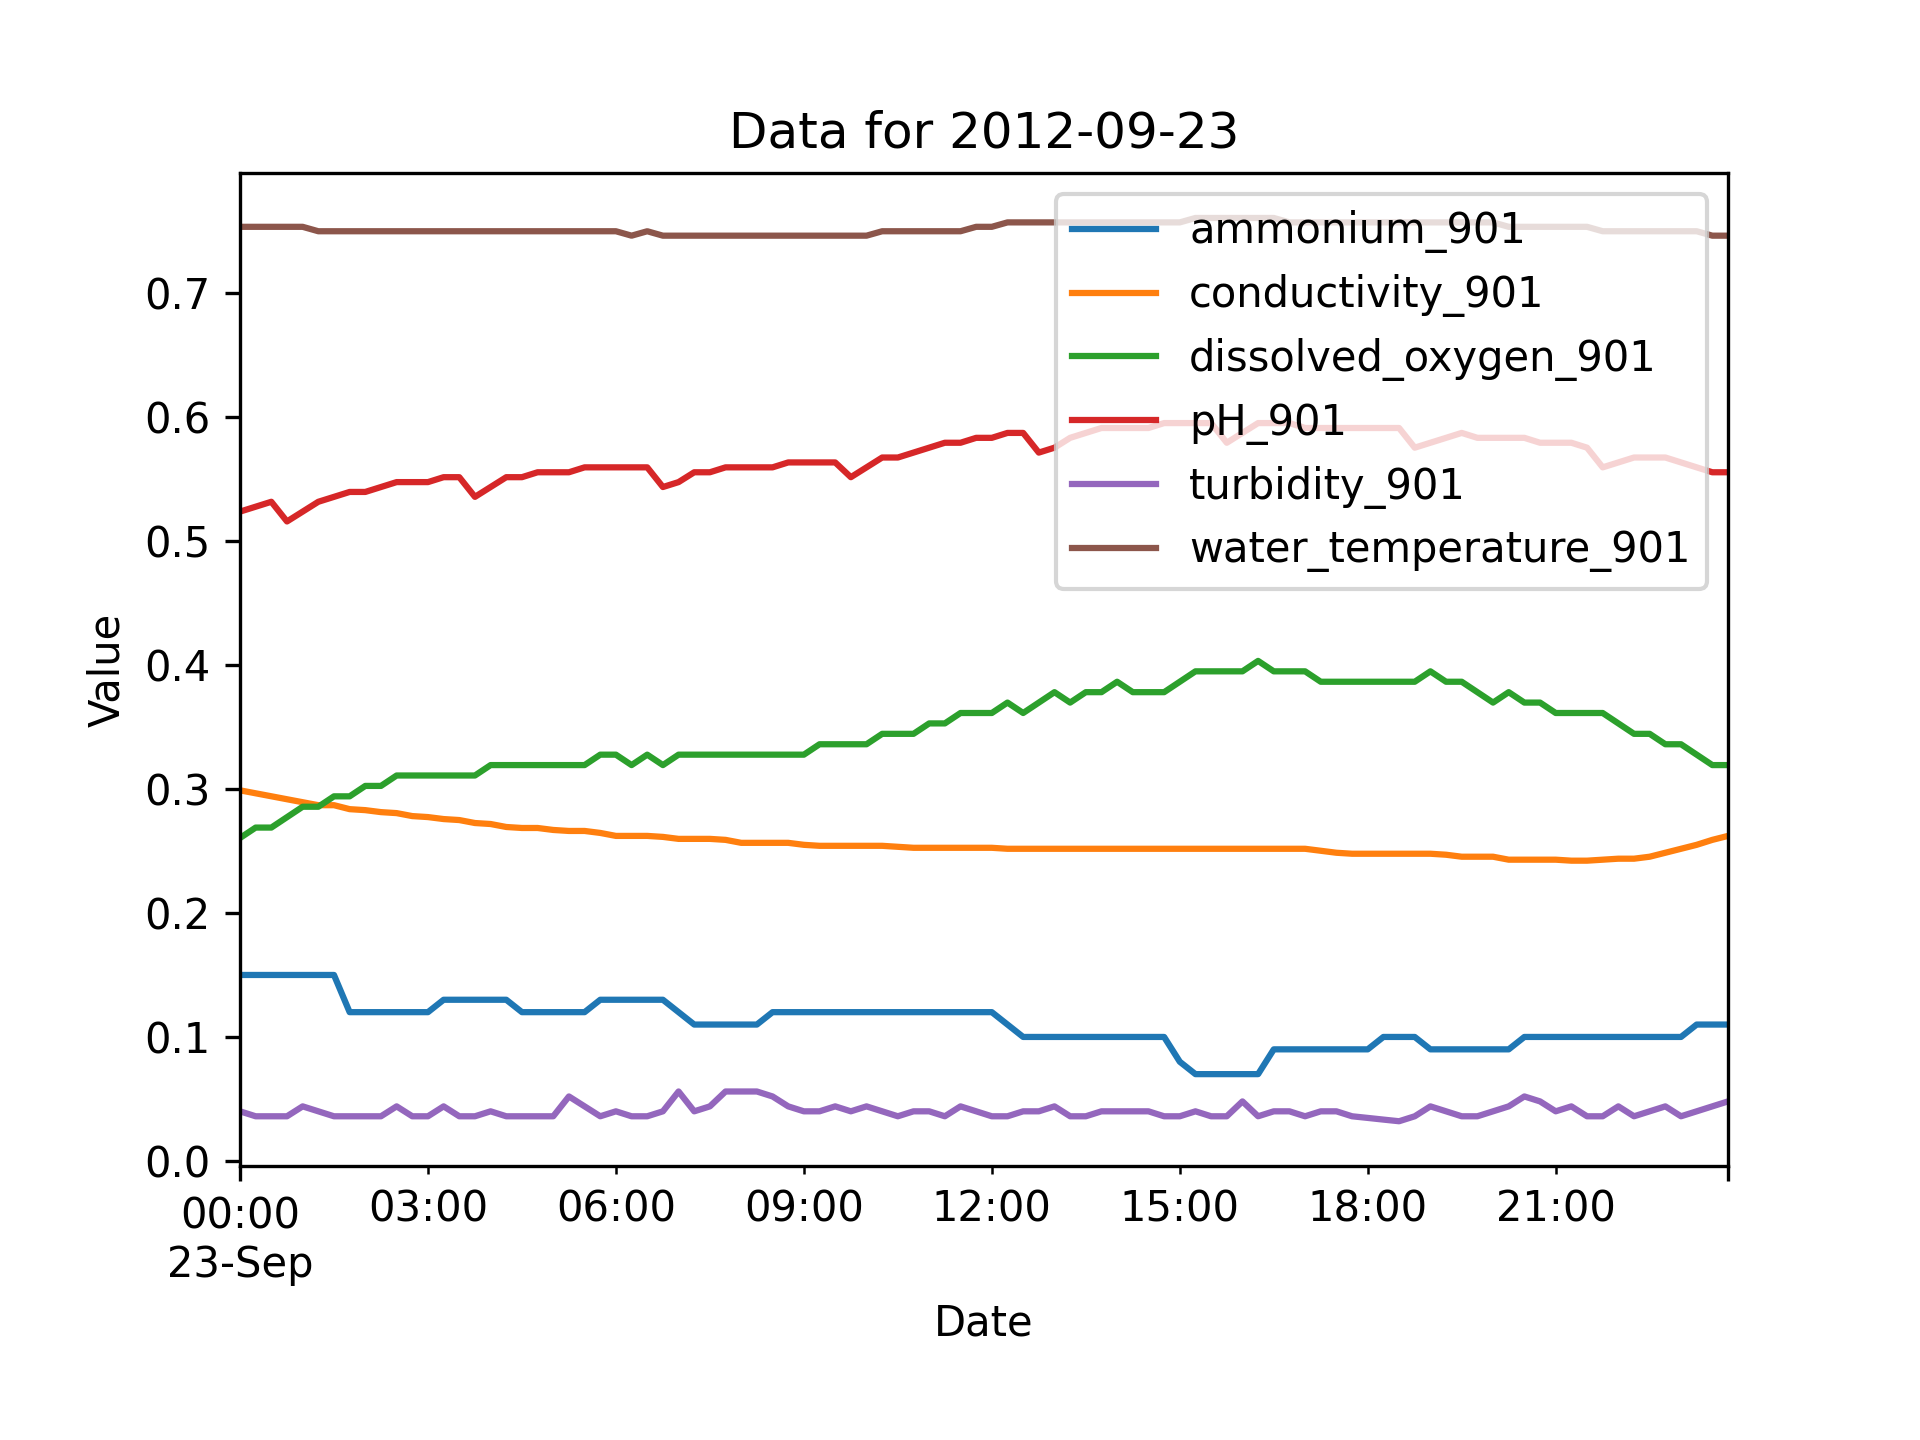 Data for 2012-09-23
ammonium_901
conductivity_901
dissolved_oxygen_901
pH_901
turbidity_901
water_temperature_901
Value
0.7
0.6
0.5
0.4
0.3
0.2
0.1
0.0
00:00 03:00 06:00 09:00 12:00 15:00 18:00 21:00
23-Sep
Date